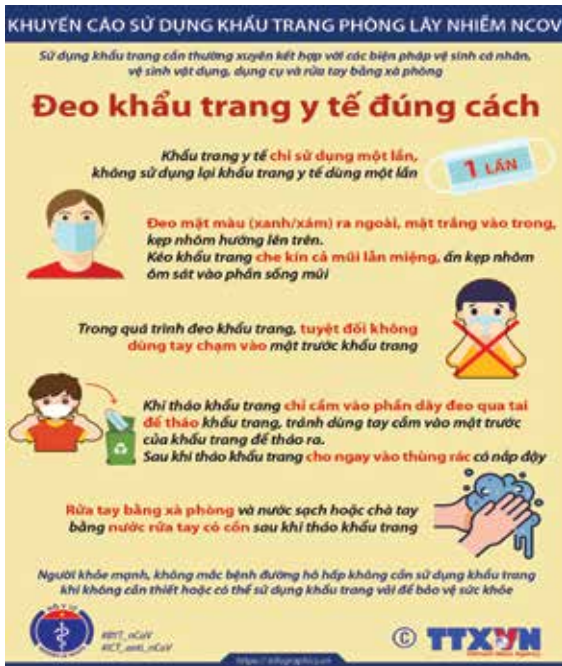 KHUYẾN CÁO SỬ DỤNG KHẨU TRANG PHÒNG LÂY NHIỄM NCOV
Sử dụng khẩu trang cần thường xuyên kết hợp với các biện pháp vệ sinh cá nhân,
vệ sinh vật dụng, dụng cụ và rửa tay bằng xà phòng
Đeo khẩu trang y tế đúng cách
Khẩu trang y tế chỉ sử dụng một lần,
không sử dụng lại khẩu trang y tế dùng một lần
1 LẦN
Đeo mặt màu (xanh/xám) ra ngoài, mặt trắng vào trong,
kẹp nhôm hướng lên trên.
Kéo khẩu trang che kín cả mũi lẫn miệng, ấn kẹp nhôm
ôm sát vào phần sống mũi
Trong quá trình đeo khẩu trang, tuyệt đối không
dùng tay chạm vào mặt trước khẩu trang
Khi tháo khẩu trang chỉ cầm vào phần dây đeo qua tai
để tháo khẩu trang, tránh dùng tay cầm vào mặt trước
của khẩu trang để tháo ra.
Sau khi tháo khẩu trang cho ngay vào thùng rác có nắp đậy
Rửa tay bằng xà phòng và nước sạch hoặc chà tay
bằng nước rửa tay có cồn sau khi tháo khẩu trang
Người khỏe mạnh, không mắc bệnh đường hô hấp không cần sử dụng khẩu trang
khi không cần thiết hoặc có thể sử dụng khẩu trang vải để bảo vệ sức khỏe
BỘ Y TẾ
#BYT_nCoV
#ICT_anti_nCoV
© TTXVN
Vietnam News Agency